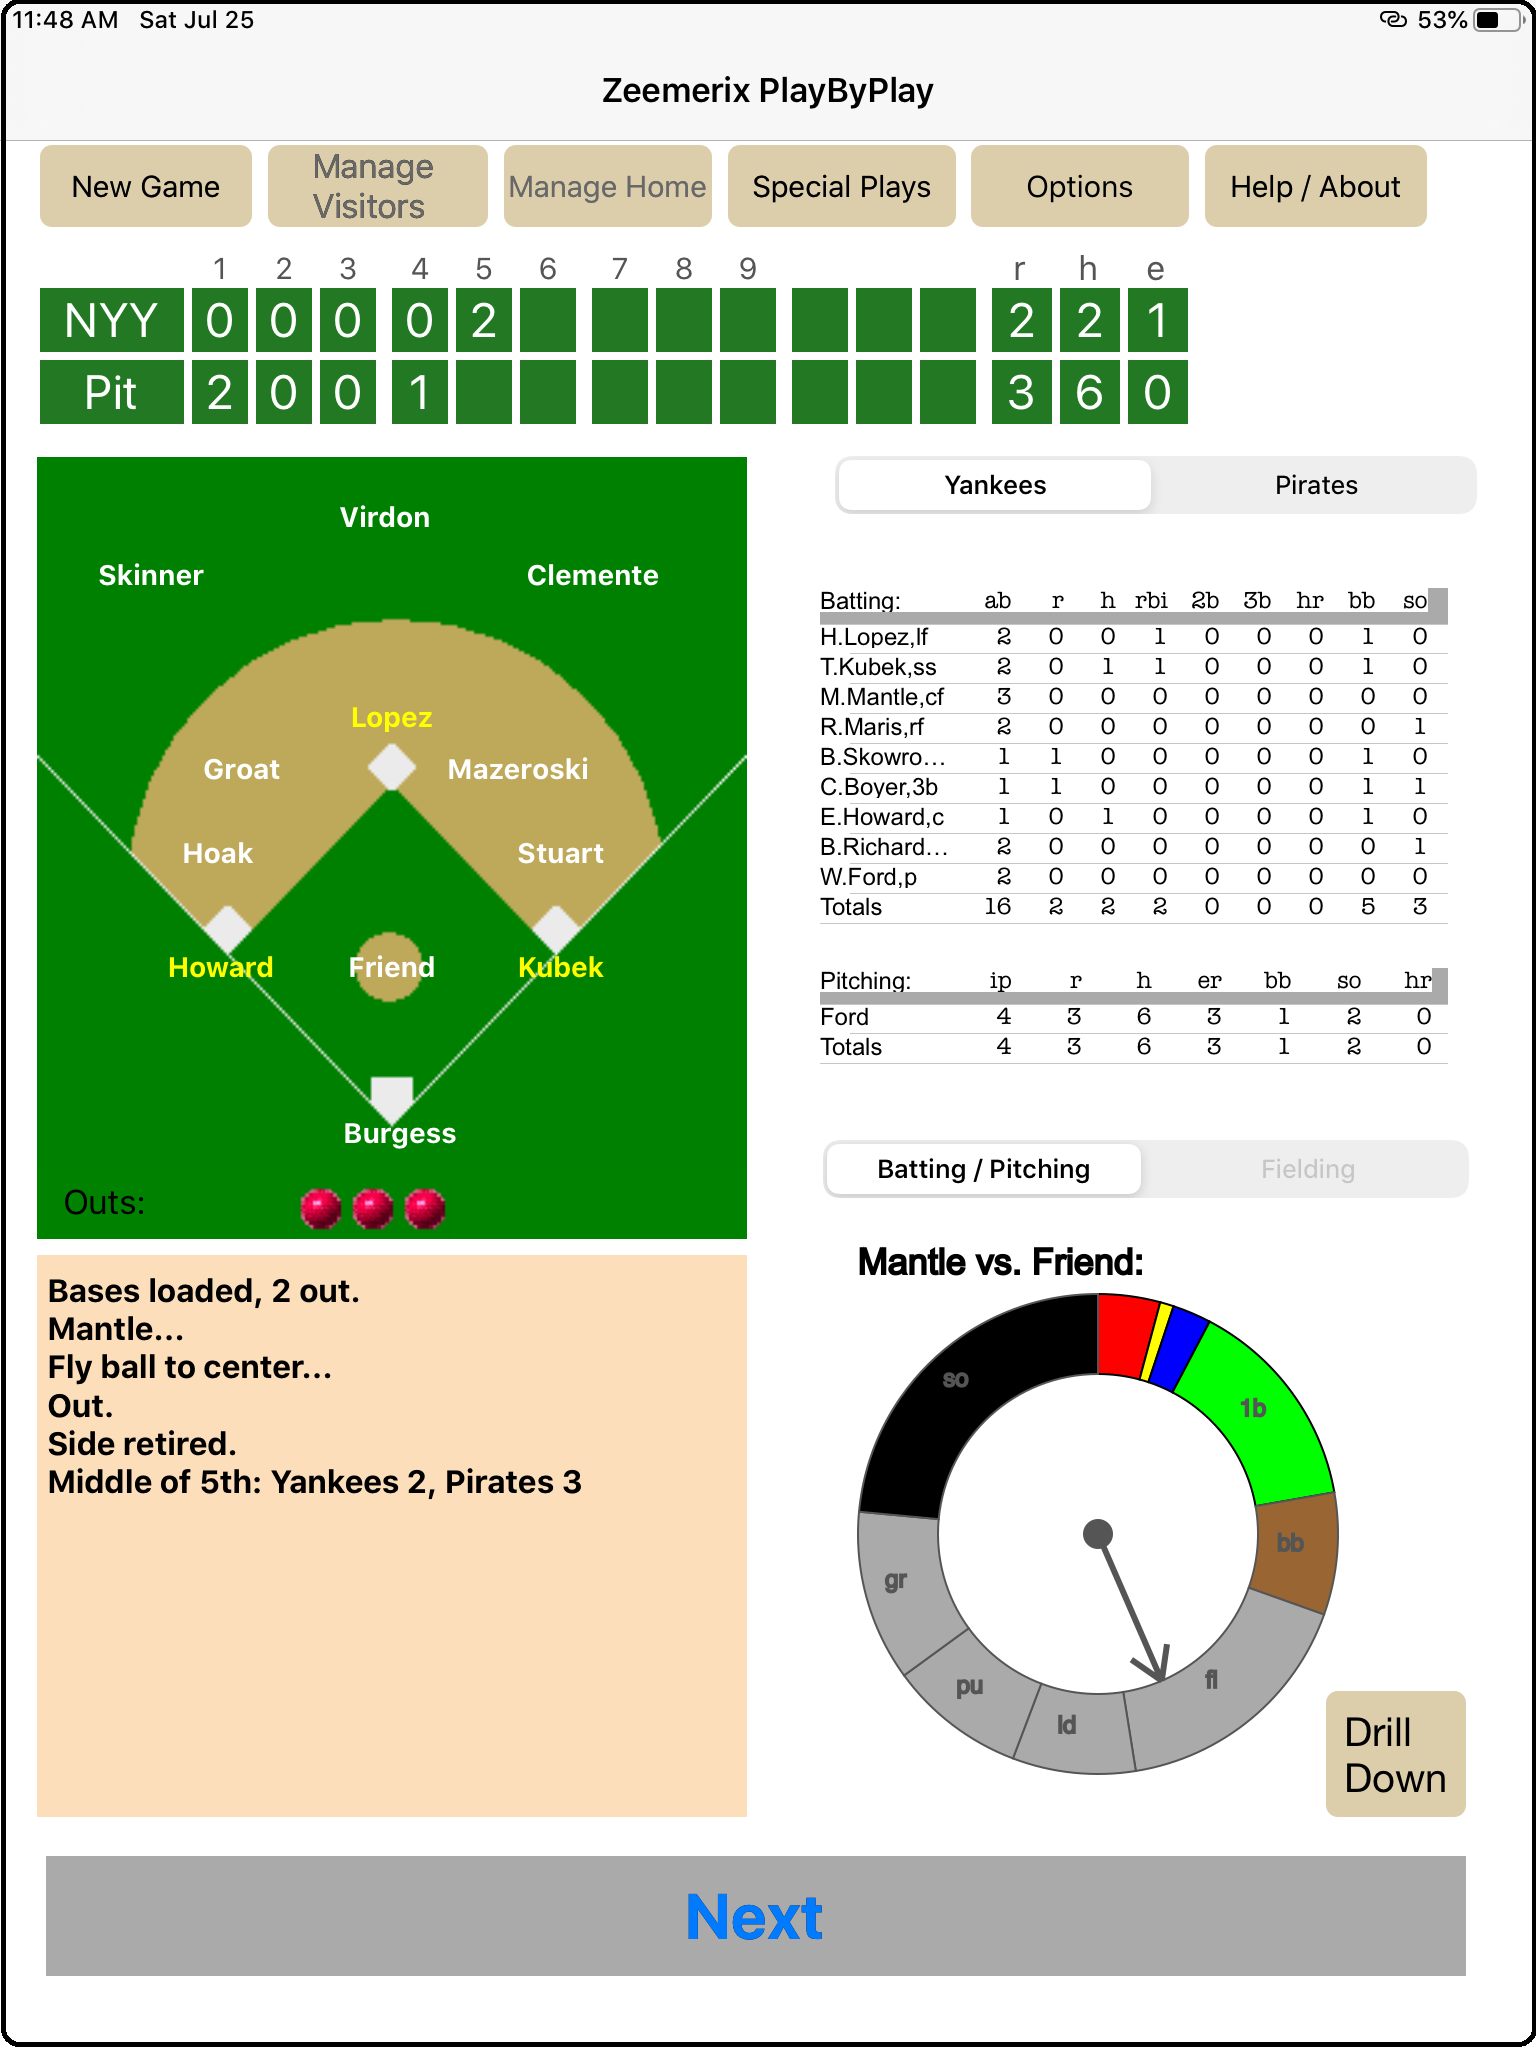 11:48 AM Sat Jul 25 53%
Zeemerix PlayByPlay
New Game
Manage
Visitors
Manage Home
Special Plays
Options
Help / About
1 2 3 4 5 6 7 8 9 r h e
NYY 0 0 0 0 2 2 2 1
Pit 2 0 0 1 3 6 0
Virdon
Skinner Clemente
Lopez
Groat Mazeroski
Hoak Stuart
Howard Friend Kubek
Burgess
Outs:
Bases loaded, 2 out.
Mantle...
Fly ball to center...
Out.
Side retired.
Middle of 5th: Yankees 2, Pirates 3
Yankees Pirates
Batting: ab r h rbi 2b 3b hr bb so
H.Lopez,lf 2 0 0 1 0 0 0 1 0
T.Kubek,ss 2 0 1 1 0 0 0 1 0
M.Mantle,cf 3 0 0 0 0 0 0 0 0
R.Maris,rf 2 0 0 0 0 0 0 0 1
B.Skowro... 1 1 0 0 0 0 0 1 0
C.Boyer,3b 1 1 0 0 0 0 0 1 1
E.Howard,c 1 0 1 0 0 0 0 1 0
B.Richard... 2 0 0 0 0 0 0 0 1
W.Ford,p 2 0 0 0 0 0 0 0 0
Totals 16 2 2 2 0 0 0 5 3
Pitching: ip r h er bb so hr
Ford 4 3 6 3 1 2 0
Totals 4 3 6 3 1 2 0
Batting / Pitching Fielding
Mantle vs. Friend:
so
1b
bb
gr
fl
pu
ld
Drill
Down
Next